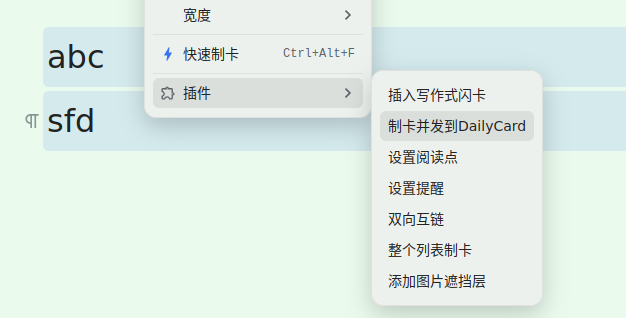 宽度
abc
快速制卡 Ctrl+Alt+F
插件
¶ sfd
插入写作式闪卡
制卡并发到DailyCard
设置阅读点
设置提醒
双向互链
整个列表制卡
添加图片遮挡层